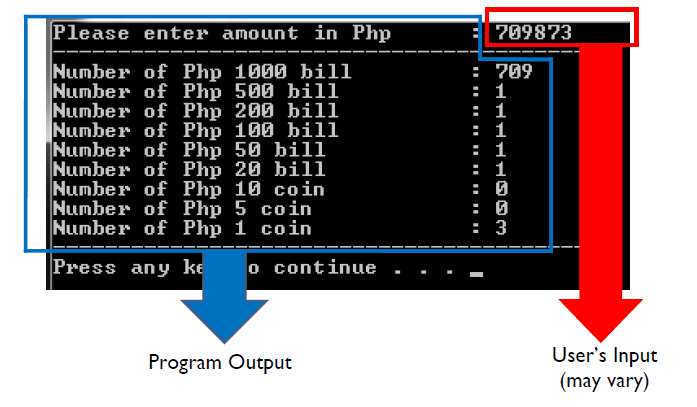 Please enter amount in Php : 709873
Number of Php 1000 bill : 709
Number of Php 500 bill : 1
Number of Php 200 bill : 1
Number of Php 100 bill : 1
Number of Php 50 bill : 1
Number of Php 20 bill : 1
Number of Php 10 coin : 0
Number of Php 5 coin : 0
Number of Php 1 coin : 3
Press any ke o continue . . . _
Program Output
User's Input
(may vary)